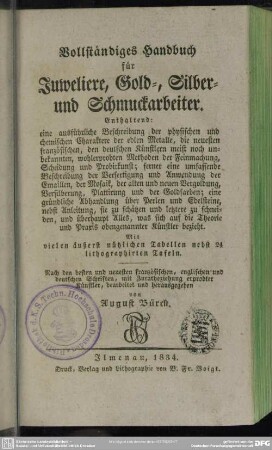 Vollständiges Handbuch
für
Juweliere, Gold-, Silber-
und Schmuckarbeiter.
Enthaltend:
eine ausführliche Beschreibung der physischen und
chemischen Charaktere der edlen Metalle, die neuesten
französischen, den deutschen Künstlern meist noch un-
bekannten, wohlerprobten Methoden der Feinmachung,
Scheidung und Probirkunst; ferner eine umfassende
Beschreibung der Verfertigung und Anwendung der
Emaillen, der Mosaik, der alten und neuen Vergoldung,
Versilberung, Plattirung und der Goldfarben; eine
gründliche Abhandlung über Perlen und Edelsteine,
nebst Anleitung, sie zu schätzen und letztere zu schnei-
den, und überhaupt Alles, was sich auf die Theorie
und Praxis obengenannter Künstler bezieht.
Mit
vielen äußerst nützlichen Tabellen nebst 21
lithographirten Tafeln.
Nach den besten und neuesten französischen, englischen und
deutschen Schriften, mit Herathziehung erprobter
Künstler, bearbeitet und herausgegeben
von
August Bürck.
Ilmenau, 1834.
Druck, Verlag und Lithographie von B. Fr. Voigt.